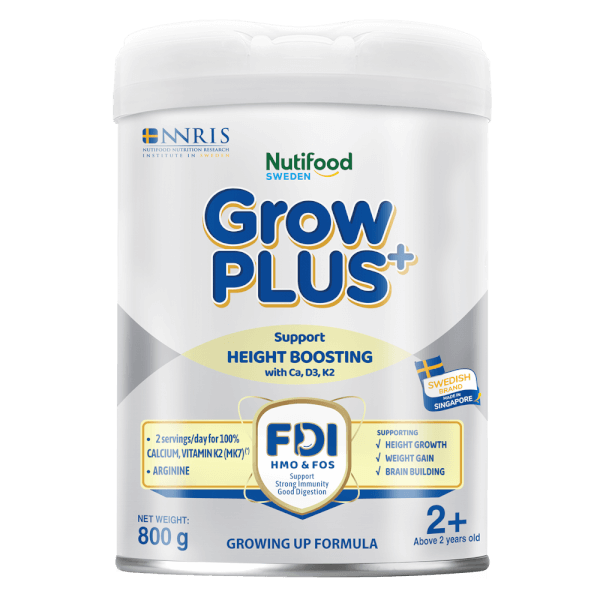 NNRIS
NUTIFOOD NUTRITION RESEARCH
INSTITUTE IN SWEDEN
Nutifood
SWEDEN
Grow
PLUS+
Support
HEIGHT BOOSTING
with Ca, D3, K2
SWEDISH
BRAND
MADE IN
SINGAPORE
• 2 servings/day for 100%
CALCIUM, VITAMIN K2 (MK7)(*)
• ARGININE
FDI
HMO & FOS
Support
Strong Immunity
Good Digestion
SUPPORTING
√ HEIGHT GROWTH
√ WEIGHT GAIN
√ BRAIN BUILDING
NET WEIGHT:
800 g
GROWING UP FORMULA
2+
Above 2 years old